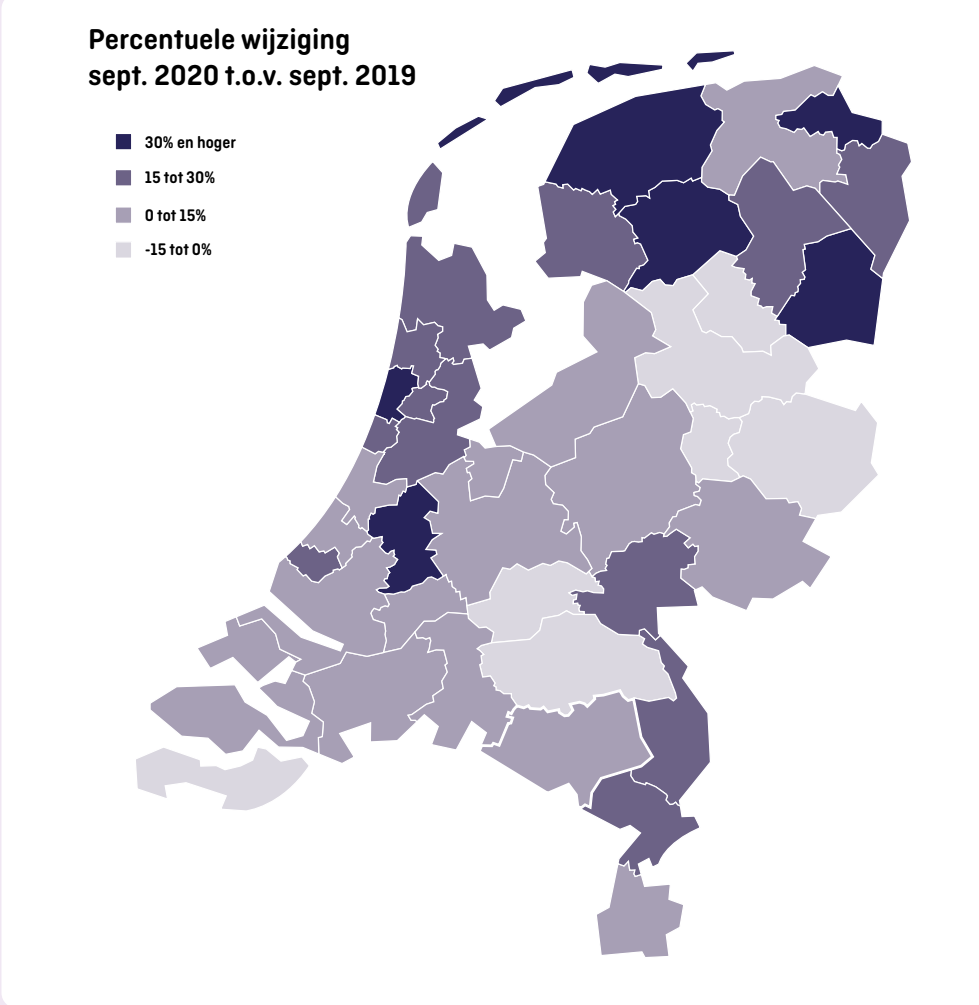 Percentuele wijziging
sept. 2020 t.o.v. sept. 2019
30% en hoger
15 tot 30%
0 tot 15%
-15 tot 0%